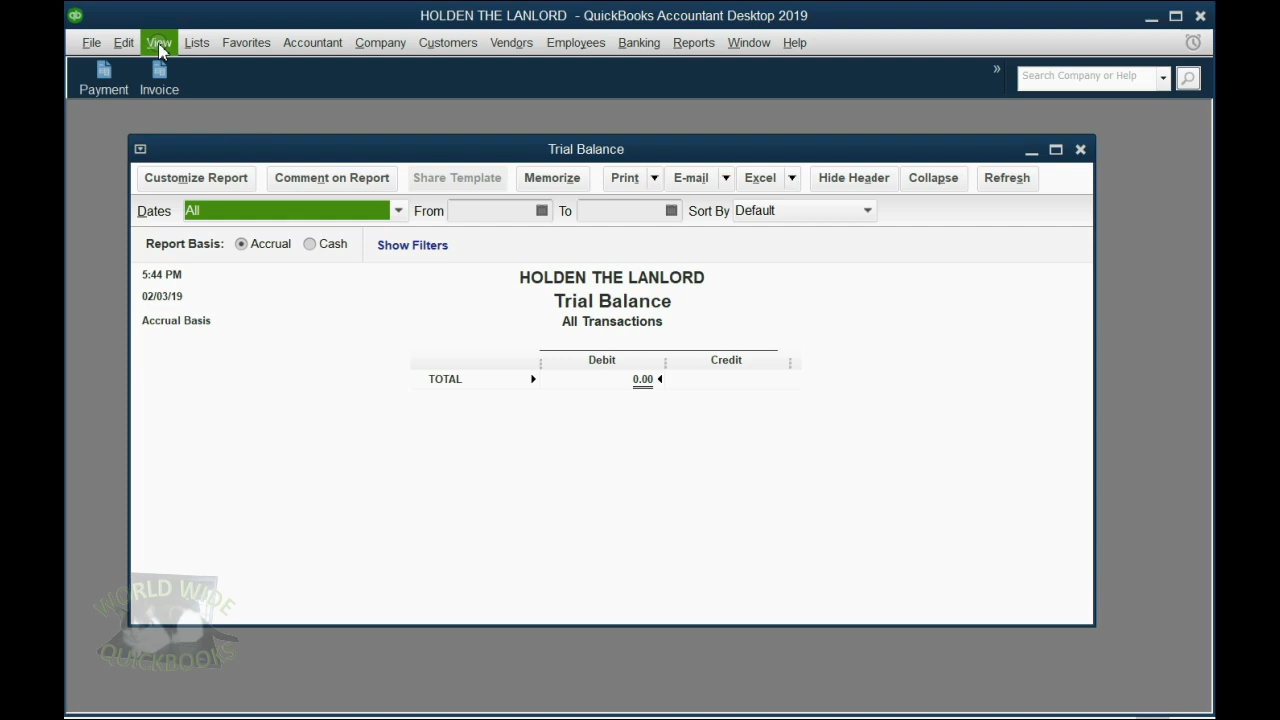 HOLDEN THE LANLORD - QuickBooks Accountant Desktop 2019
File Edit View Lists Favorites Accountant Company Customers Vendors Employees Banking Reports Window Help
Payment Invoice » Search Company or Help
Trial Balance
Customize Report Comment on Report Share Template Memorize Print E-mail Excel Hide Header Collapse Refresh
Dates All From To Sort By Default
Report Basis: Accrual Cash Show Filters
5:44 PM
02/03/19
Accrual Basis
HOLDEN THE LANLORD
Trial Balance
All Transactions
Debit Credit
TOTAL 0.00
WORLD WIDE
QUICKBOOKS